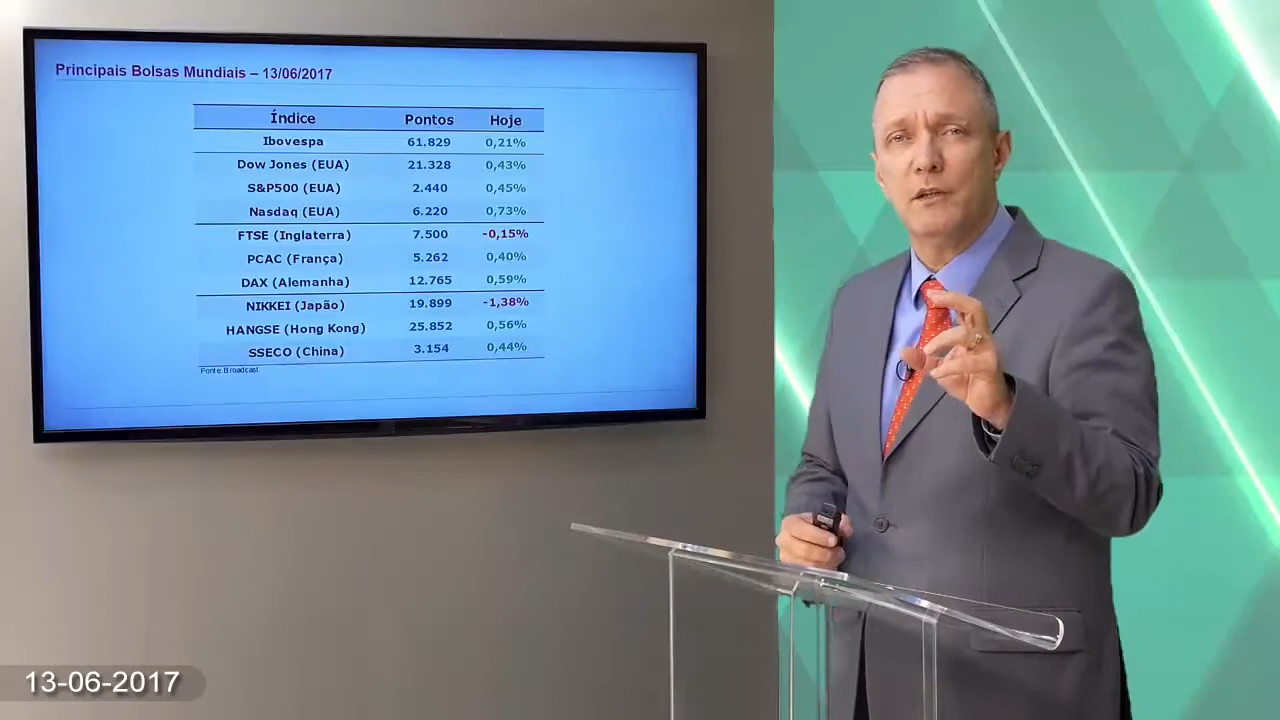 Principais Bolsas Mundiais – 13/06/2017
Índice Pontos Hoje
Ibovespa 61.829 0,21%
Dow Jones (EUA) 21.328 0,43%
S&P500 (EUA) 2.440 0,45%
Nasdaq (EUA) 6.220 0,73%
FTSE (Inglaterra) 7.500 -0,15%
PCAC (França) 5.262 0,40%
DAX (Alemanha) 12.765 0,59%
NIKKEI (Japão) 19.899 -1,38%
HANGSE (Hong Kong) 25.852 0,56%
SSECO (China) 3.154 0,44%
Fonte: Broadcast
13-06-2017